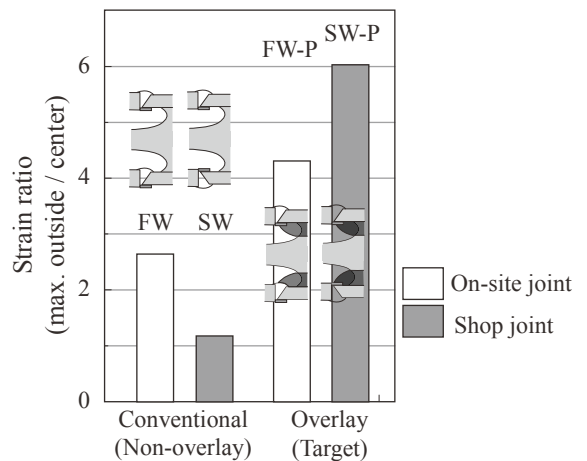 Strain ratio
(max. outside / center)
6
4
2
0
FW-P
SW-P
FW
SW
On-site joint
Shop joint
Conventional
(Non-overlay)
Overlay
(Target)